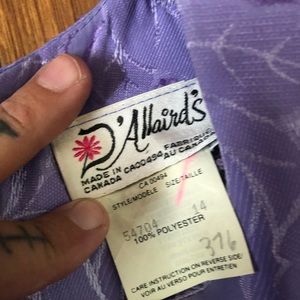 D'Allaird's
MADE IN CANADA CA00494 FABRIQUÉ AU CANADA
CA 00494
STYLE/MODÈLE SIZE/TAILLE
54704 14
100% POLYESTER
376
CARE INSTRUCTION ON REVERSE SIDE/
VOIR AU VERSO POUR ENTRETIEN